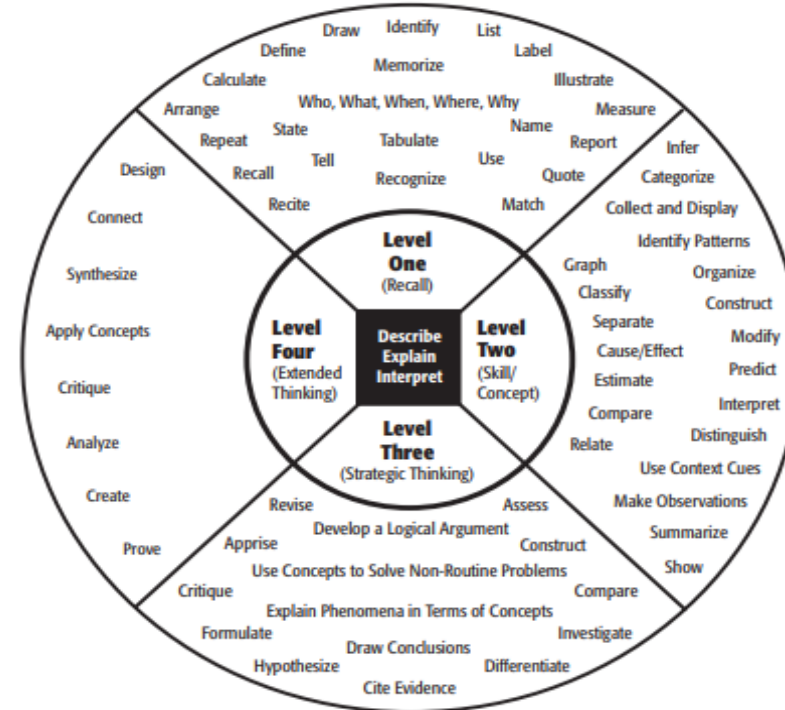 Draw
Identify
List
Define
Label
Memorize
Calculate
Illustrate
Arrange
Who, What, When, Where, Why
Measure
Repeat
State
Tabulate
Name
Report
Recall
Tell
Recognize
Use
Quote
Recite
Match
Level
One
(Recall)
Infer
Categorize
Collect and Display
Identify Patterns
Graph
Organize
Classify
Construct
Separate
Modify
Cause/Effect
Predict
Estimate
Interpret
Compare
Distinguish
Relate
Use Context Cues
Make Observations
Summarize
Show
Level
Two
(Skill/
Concept)
Describe
Explain
Interpret
Level
Three
(Strategic Thinking)
Revise
Assess
Develop a Logical Argument
Apprise
Construct
Use Concepts to Solve Non-Routine Problems
Critique
Compare
Explain Phenomena in Terms of Concepts
Formulate
Investigate
Draw Conclusions
Hypothesize
Differentiate
Cite Evidence
Level
Four
(Extended
Thinking)
Design
Connect
Synthesize
Apply Concepts
Critique
Analyze
Create
Prove